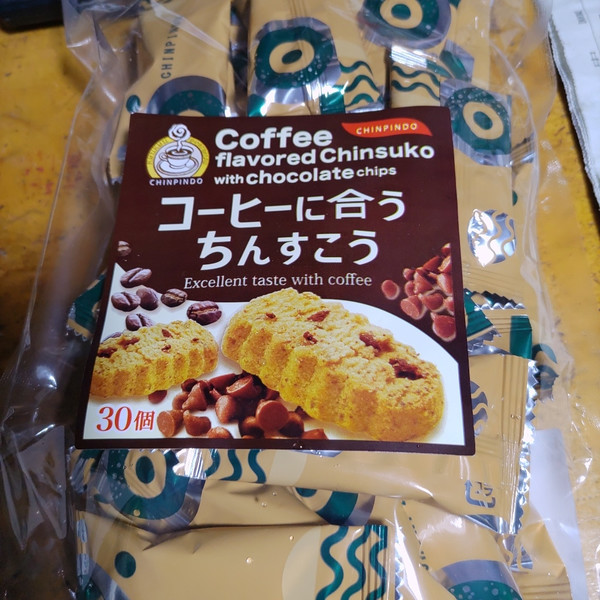 CHINPINDO
CHINPINDO
Coffee
flavored Chinsuko
with chocolate chips
CHINPINDO
コーヒーに合う
ちんすこう
Excellent taste with coffee
30個